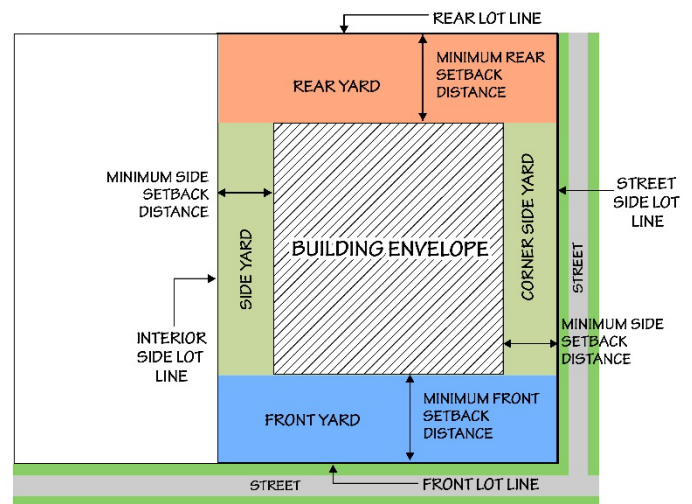 REAR LOT LINE
MINIMUM REAR
SETBACK
DISTANCE
REAR YARD
MINIMUM SIDE
SETBACK
DISTANCE
STREET
SIDE LOT
LINE
CORNER SIDE YARD
BUILDING ENVELOPE
SIDE YARD
STREET
INTERIOR
SIDE LOT
LINE
MINIMUM SIDE
SETBACK
DISTANCE
MINIMUM FRONT
SETBACK
DISTANCE
FRONT YARD
STREET
FRONT LOT LINE